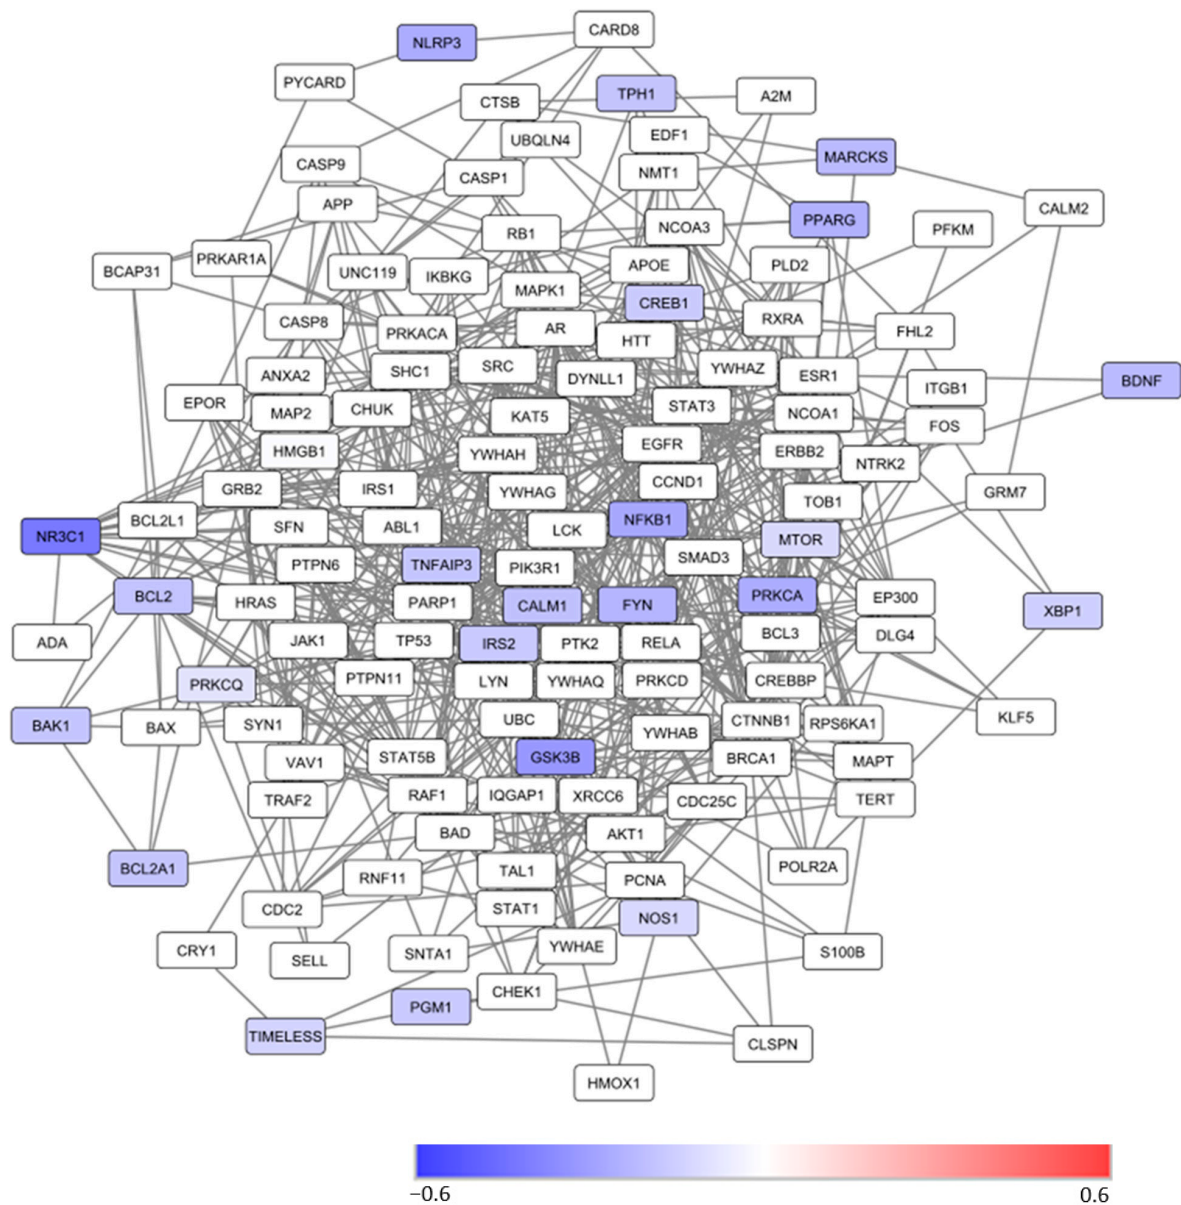 CARD8
NLRP3
PYCARD
TPH1
A2M
CTSB
EDF1
UBQLN4
MARCKS
CASP9
NMT1
CASP1
APP
CALM2
PPARG
NCOA3
PFKM
RB1
PRKAR1A
BCAP31
UNC119
IKBKG
APOE
PLD2
MAPK1
CREB1
CASP8
PRKACA
AR
RXRA
FHL2
HTT
ANXA2
SHC1
SRC
DYNLL1
YWHAZ
ESR1
BDNF
ITGB1
EPOR
MAP2
CHUK
KAT5
STAT3
NCOA1
FOS
HMGB1
YWHAH
EGFR
ERBB2
NTRK2
GRB2
IRS1
YWHAG
CCND1
TOB1
GRM7
NR3C1
BCL2L1
SFN
ABL1
LCK
NFKB1
MTOR
PTPN6
TNFAIP3
PIK3R1
SMAD3
BCL2
HRAS
PARP1
CALM1
FYN
PRKCA
EP300
XBP1
ADA
JAK1
TP53
IRS2
PTK2
RELA
BCL3
DLG4
PRKCQ
PTPN11
LYN
YWHAQ
PRKCD
CREBBP
BAK1
BAX
SYN1
UBC
YWHAB
CTNNB1
RPS6KA1
KLF5
VAV1
STAT5B
GSK3B
BRCA1
MAPT
TRAF2
RAF1
IQGAP1
XRCC6
CDC25C
TERT
BAD
AKT1
BCL2A1
RNF11
TAL1
PCNA
POLR2A
CDC2
STAT1
NOS1
CRY1
SELL
SNTA1
YWHAE
S100B
PGM1
CHEK1
TIMELESS
CLSPN
HMOX1
−0.6
0.6